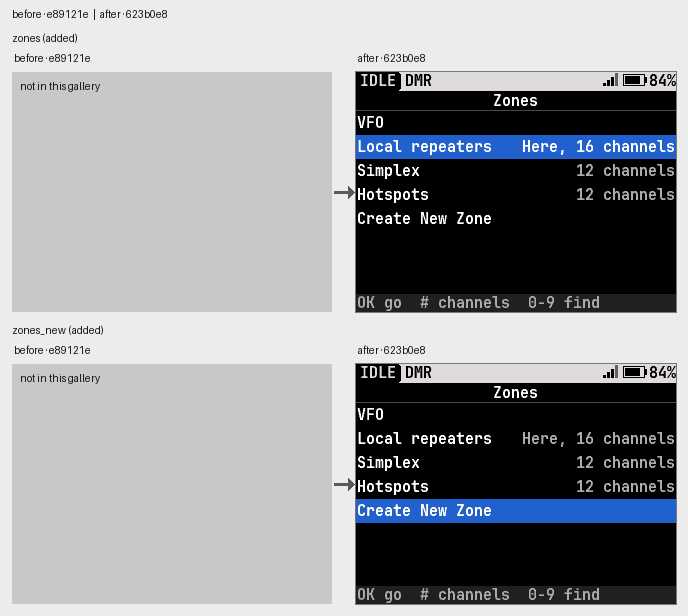 before · e89121e | after · 623b0e8
zones (added)
before · e89121e
after · 623b0e8
not in this gallery
IDLE DMR 84%
Zones
VFO
Local repeaters Here, 16 channels
Simplex 12 channels
Hotspots 12 channels
Create New Zone
OK go # channels 0-9 find
zones_new (added)
before · e89121e
after · 623b0e8
not in this gallery
IDLE DMR 84%
Zones
VFO
Local repeaters Here, 16 channels
Simplex 12 channels
Hotspots 12 channels
Create New Zone
OK go # channels 0-9 find